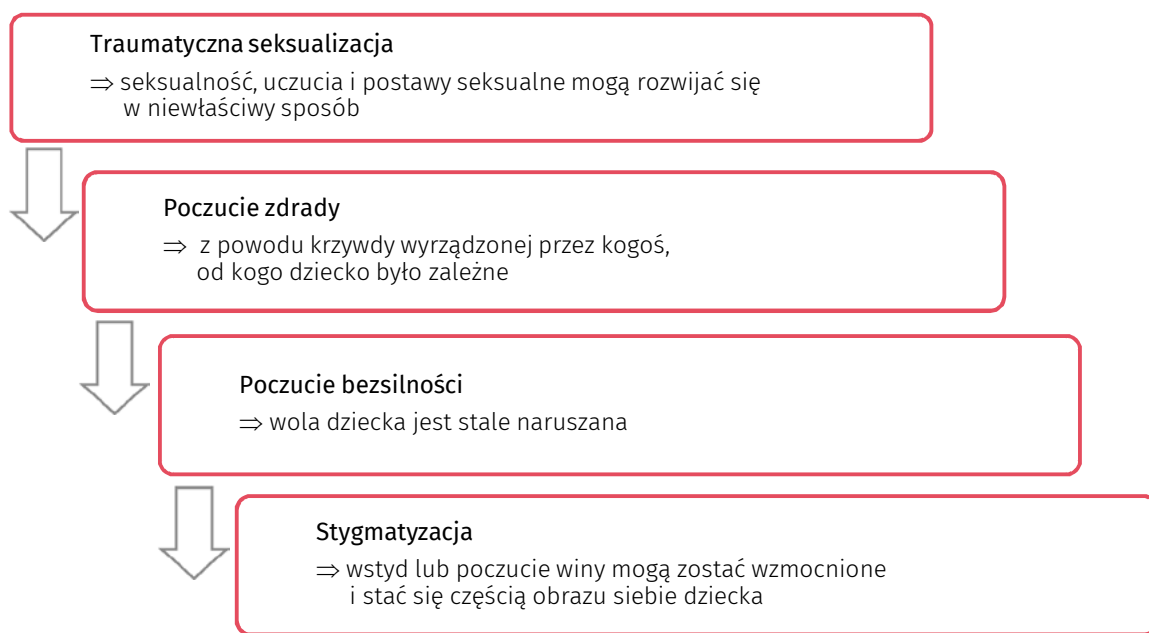 Traumatyczna seksualizacja
⇒ seksualność, uczucia i postawy seksualne mogą rozwijać się
w niewłaściwy sposób
Poczucie zdrady
⇒ z powodu krzywdy wyrządzonej przez kogoś,
od kogo dziecko było zależne
Poczucie bezsilności
⇒ wola dziecka jest stale naruszana
Stygmatyzacja
⇒ wstyd lub poczucie winy mogą zostać wzmocnione
i stać się częścią obrazu siebie dziecka